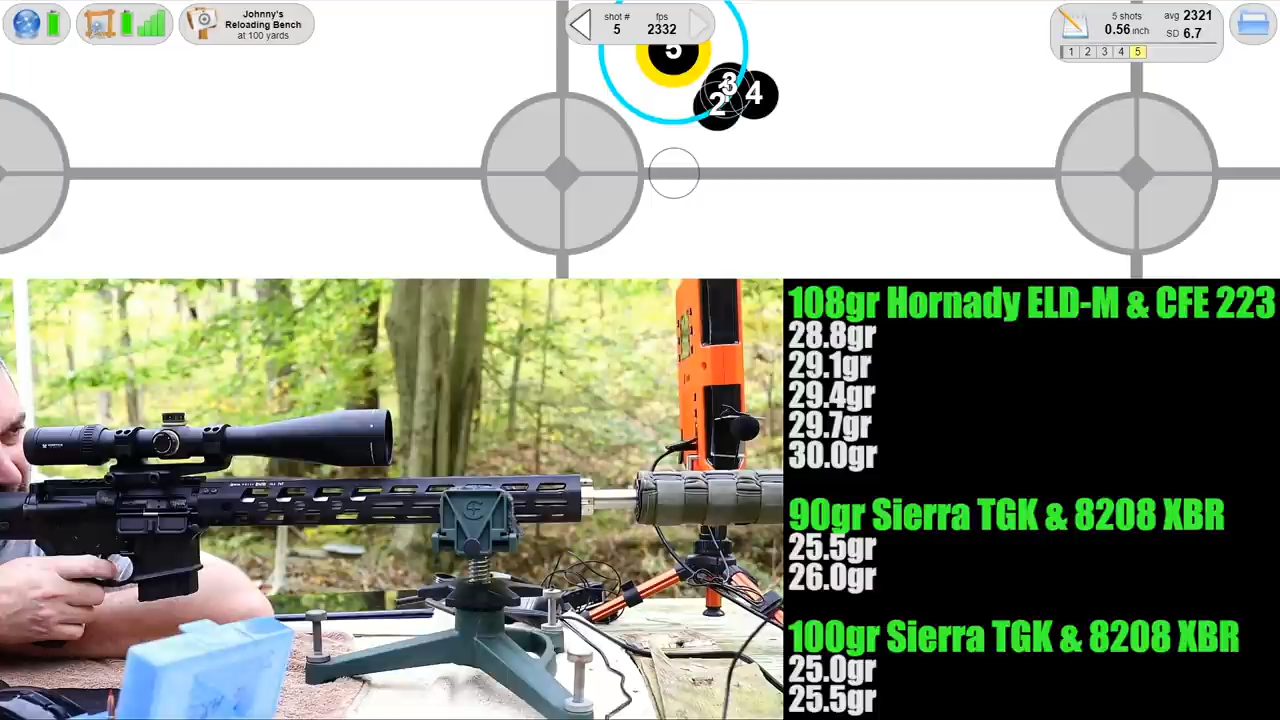 Johnny's
Reloading Bench
at 100 yards
shot #
5
fps
2332
5 shots
0.56 inch
avg 2321
SD 6.7
1 2 3 4 5
5
3
2
4
108gr Hornady ELD-M & CFE 223
28.8gr
29.1gr
29.4gr
29.7gr
30.0gr
90gr Sierra TGK & 8208 XBR
25.5gr
26.0gr
100gr Sierra TGK & 8208 XBR
25.0gr
25.5gr